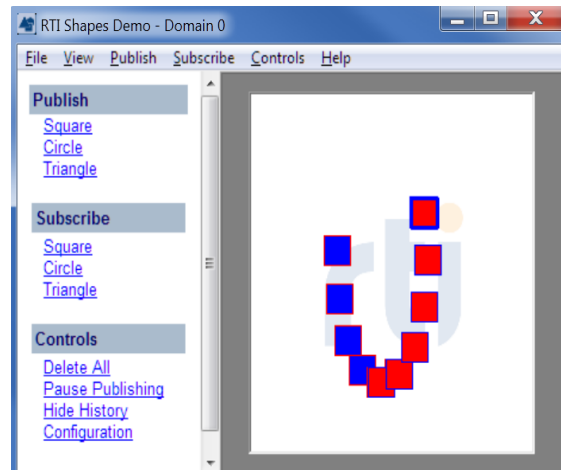 RTI Shapes Demo - Domain 0
File View Publish Subscribe Controls Help
Publish
Square
Circle
Triangle
Subscribe
Square
Circle
Triangle
Controls
Delete All
Pause Publishing
Hide History
Configuration
rti